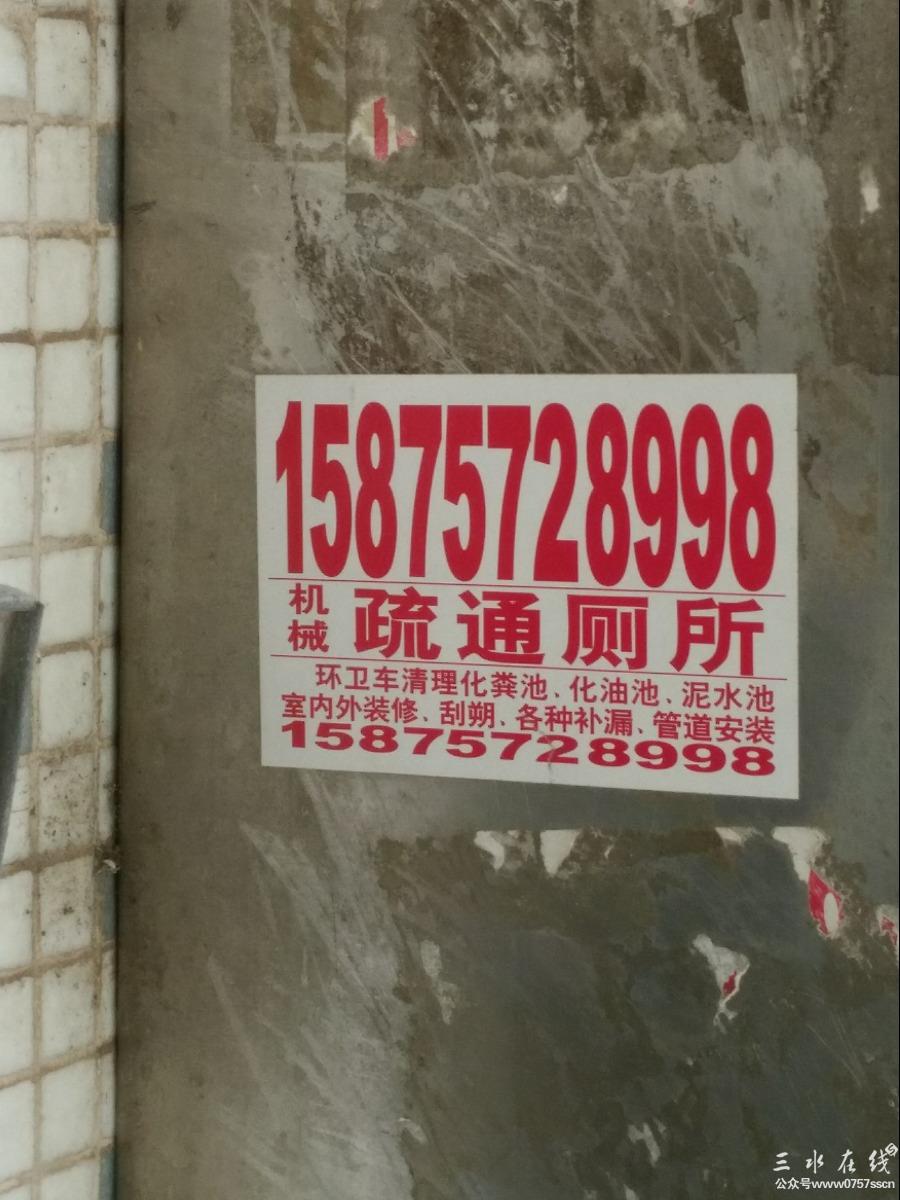 15875728998
机械 疏通厕所
环卫车清理化粪池、化油池、泥水池
室内外装修、刮朔、各种补漏、管道安装
15875728998
三水在线
公众号www0757sscn